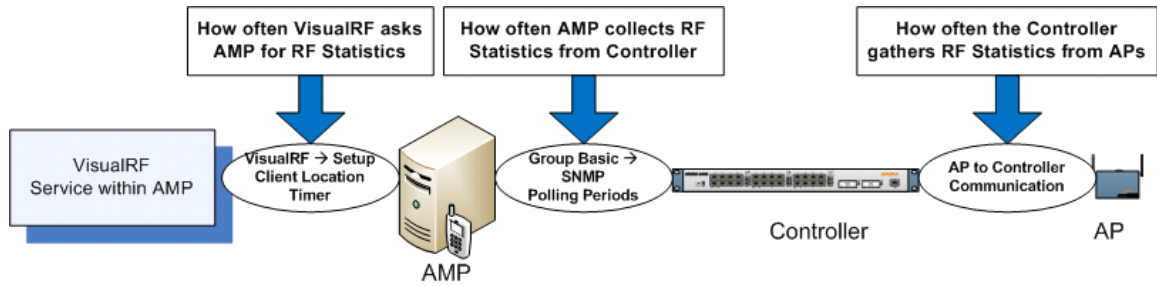 How often VisualRF asks
AMP for RF Statistics
How often AMP collects RF
Statistics from Controller
How often the Controller
gathers RF Statistics from APs
VisualRF
Service within AMP
VisualRF → Setup
Client Location
Timer
Group Basic →
SNMP
Polling Periods
AP to Controller
Communication
AMP
Controller
AP